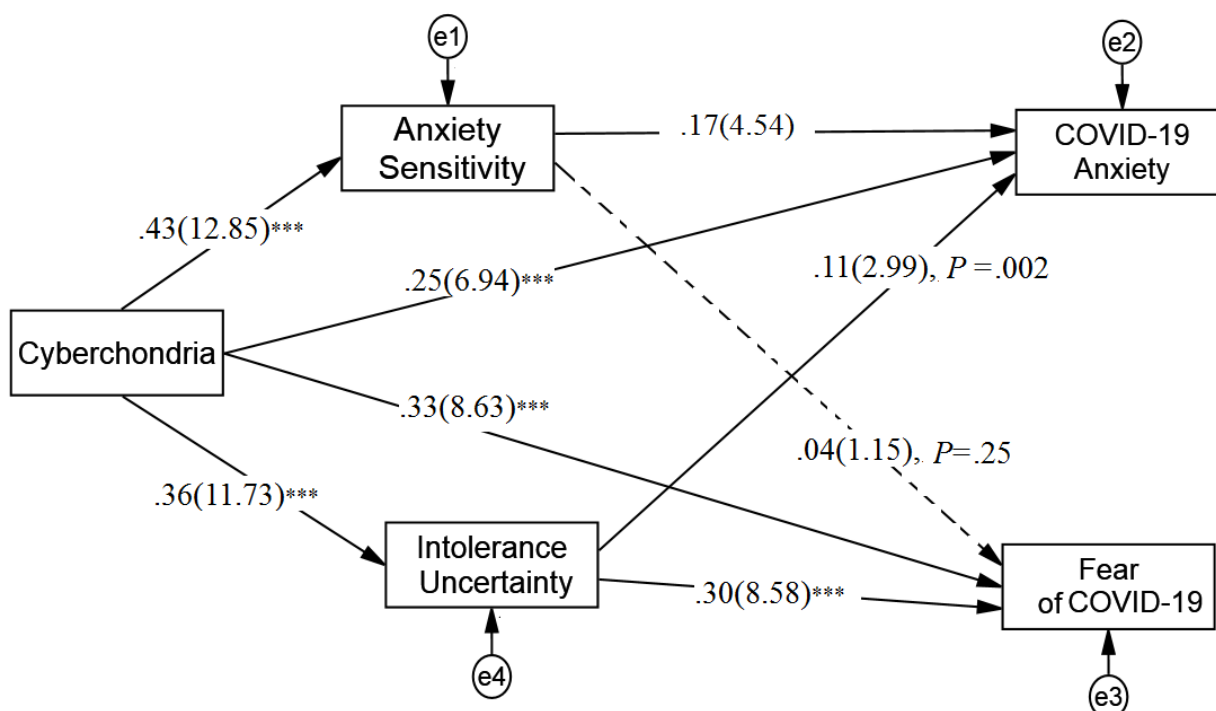 e1
e2
Anxiety
Sensitivity
.17(4.54)
COVID-19
Anxiety
.43(12.85)***
.25(6.94)***
.11(2.99), P =.002
Cyberchondria
.33(8.63)***
.04(1.15), P=.25
.36(11.73)***
Intolerance
Uncertainty
.30(8.58)***
Fear
of COVID-19
e4
e3